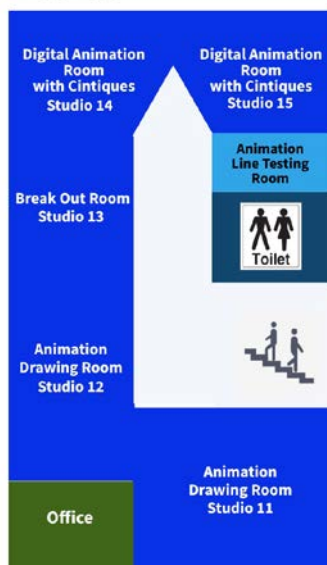 Digital Animation
Room
with Cintiques
Studio 14
Digital Animation
Room
with Cintiques
Studio 15
Animation
Line Testing
Room
Break Out Room
Studio 13
Toilet
Animation
Drawing Room
Studio 12
Animation
Drawing Room
Studio 11
Office